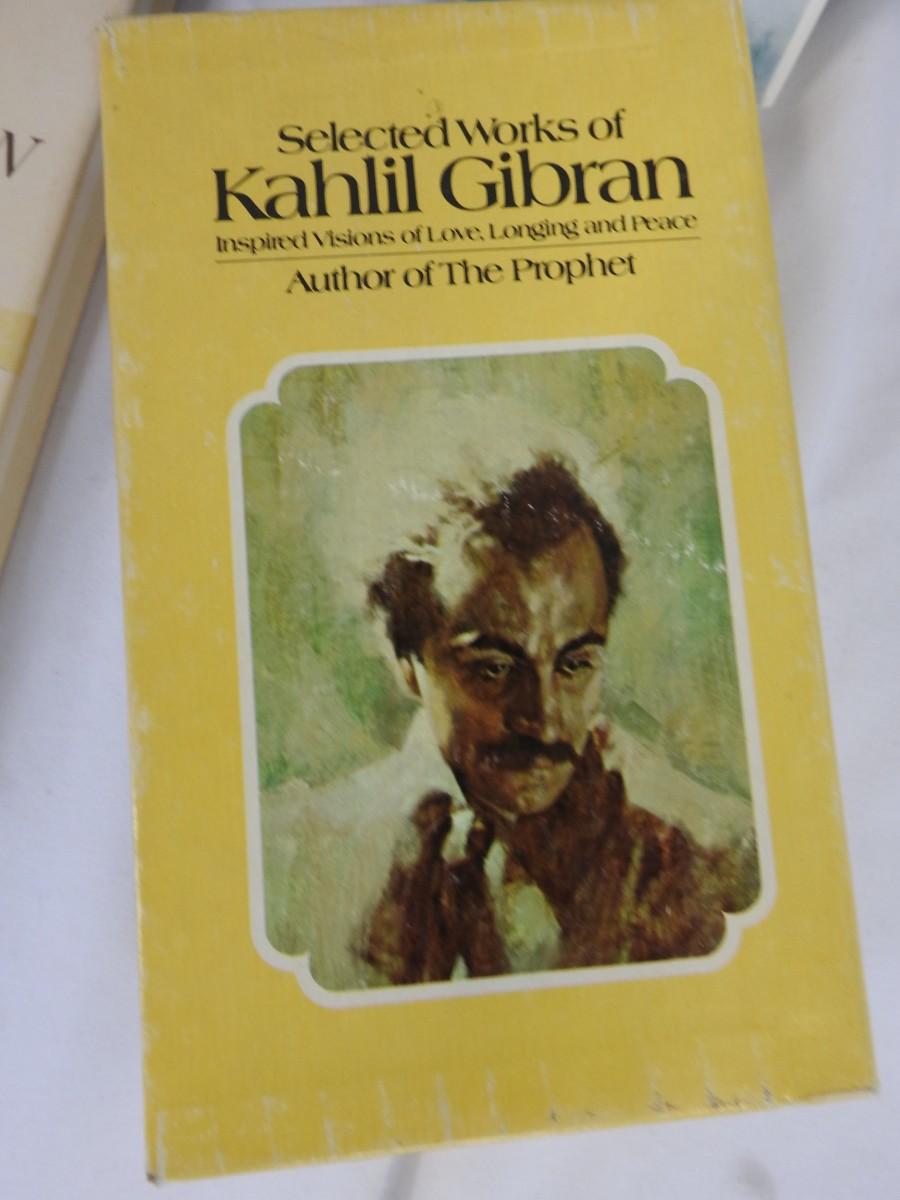 Selected Works of
Kahlil Gibran
Inspired Visions of Love, Longing and Peace
Author of The Prophet